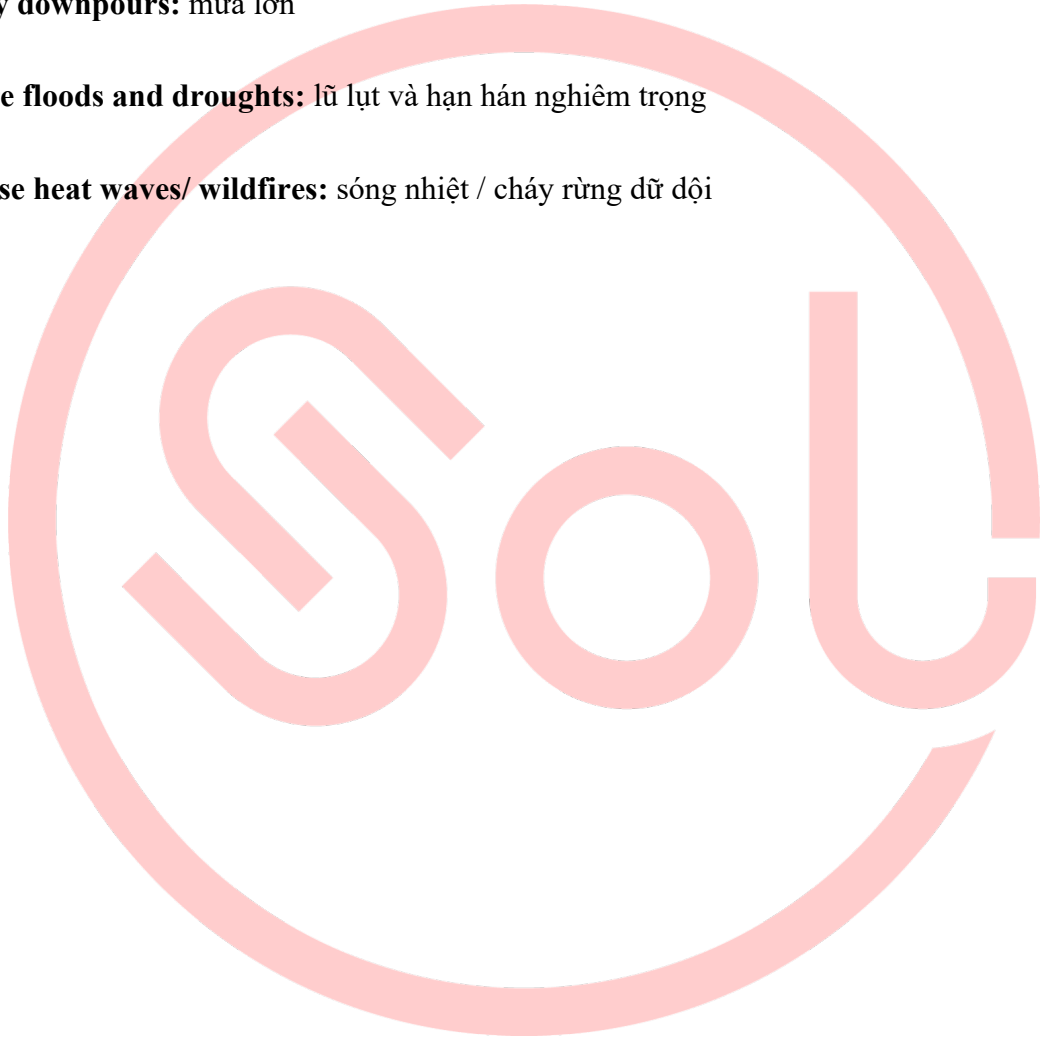 y downpours: mưa lớn
e floods and droughts: lũ lụt và hạn hán nghiêm trọng
se heat waves/ wildfires: sóng nhiệt / cháy rừng dữ dội
Sol